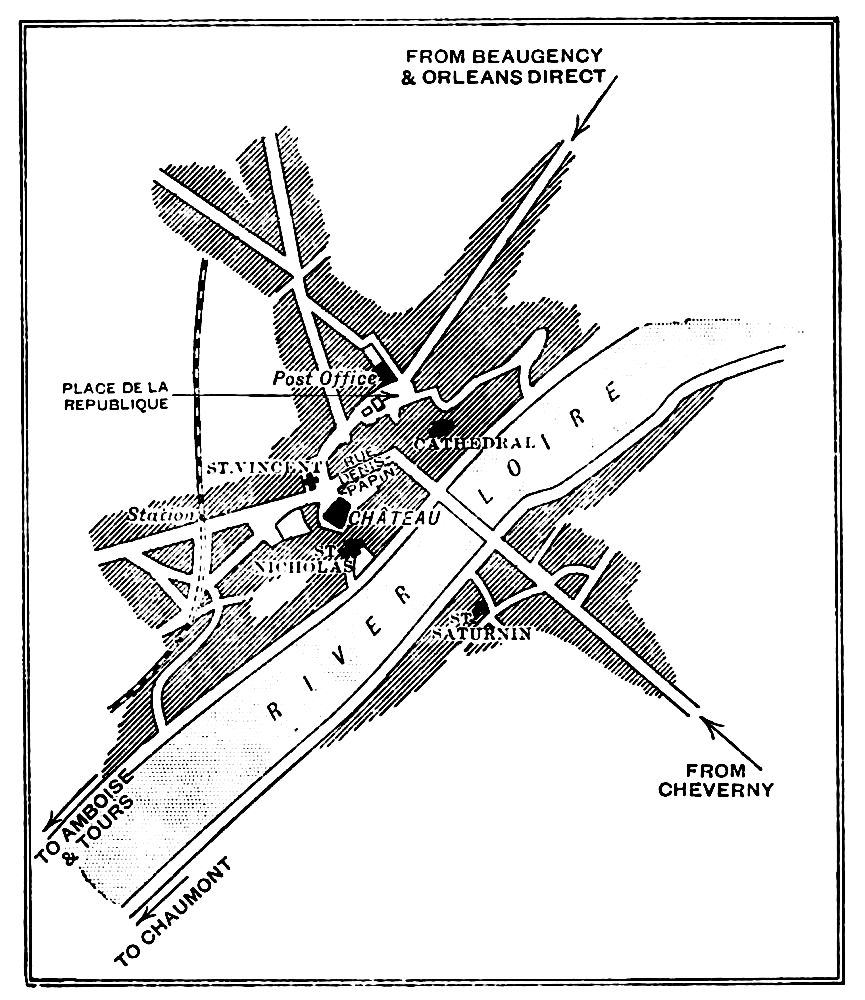 FROM BEAUGENCY
& ORLEANS DIRECT
Post Office
PLACE DE LA
REPUBLIQUE
CATHEDRAL
LOIRE
ST. VINCENT
RUE
DENIS
PAPIN
Station
CHÂTEAU
ST.
NICHOLAS
RIVER
ST.
SATURNIN
FROM
CHEVERNY
TO AMBOISE
& TOURS
TO CHAUMONT